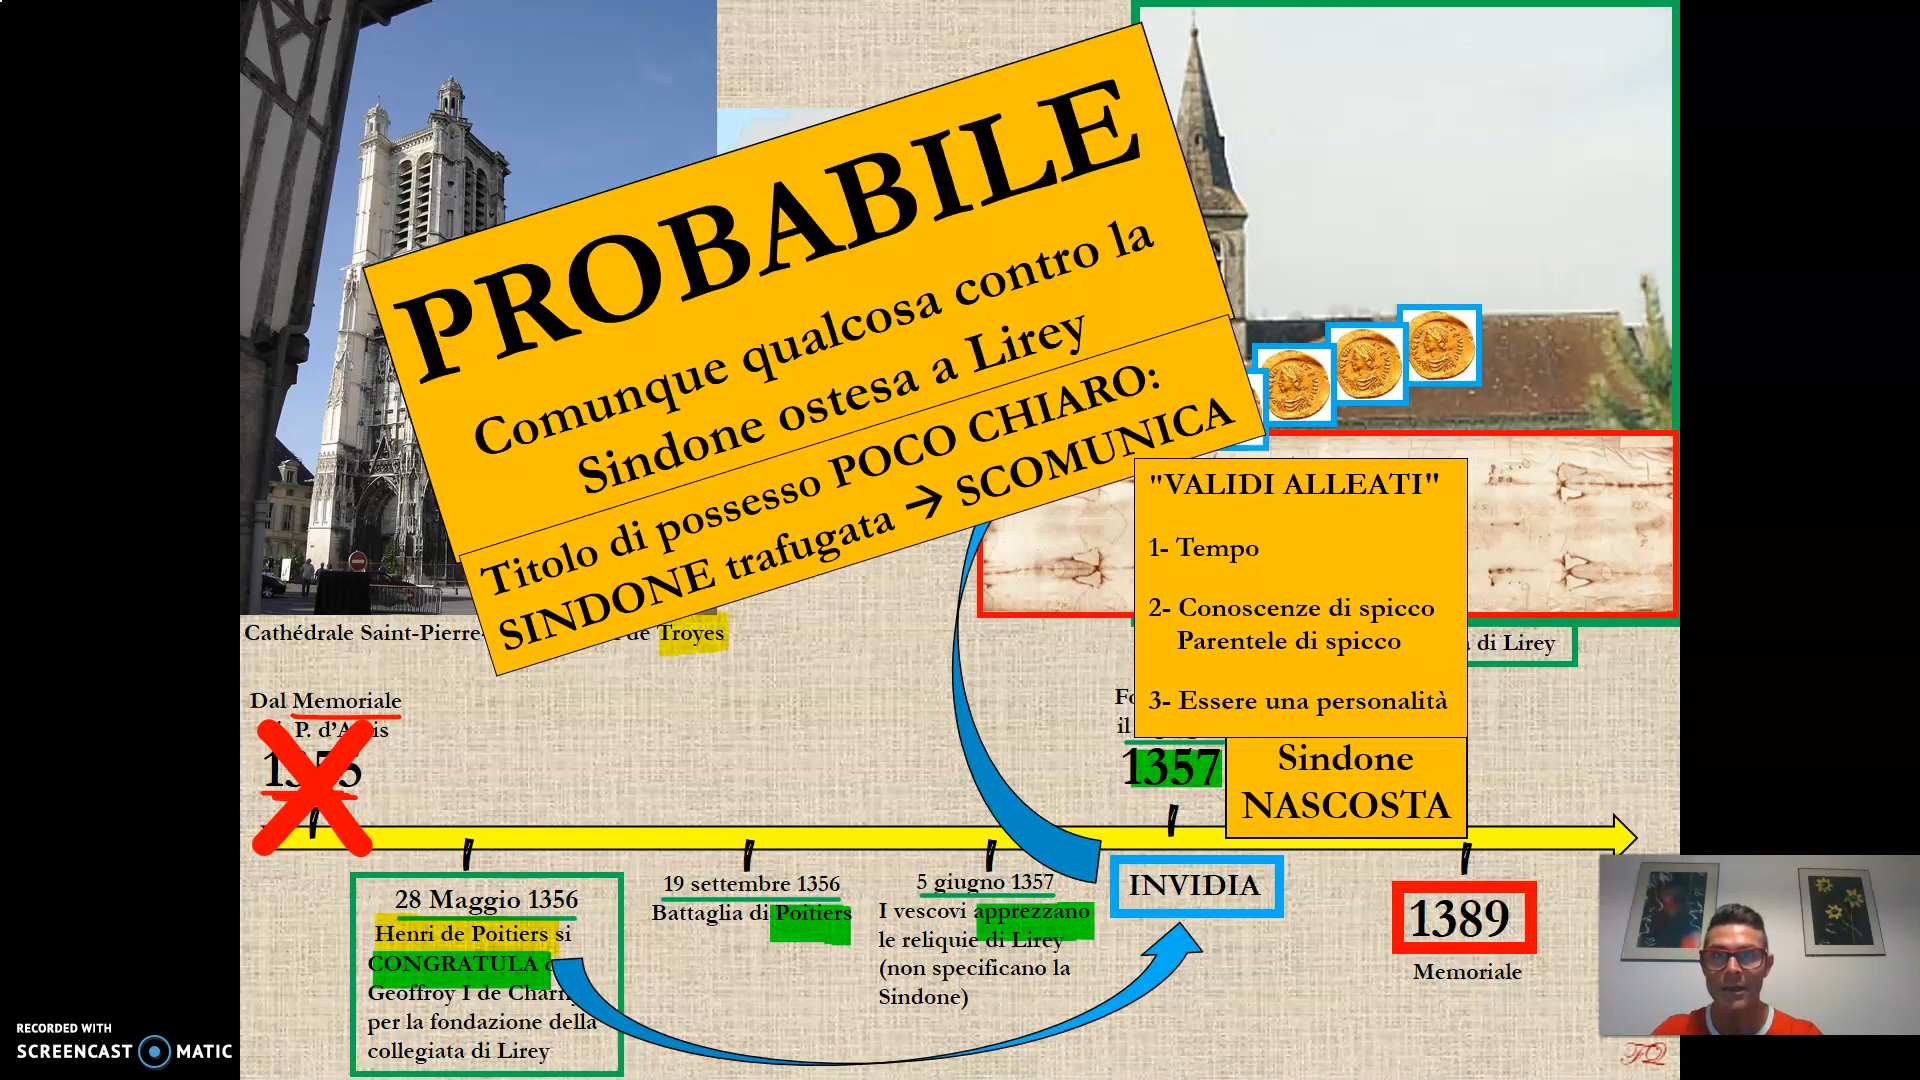 PROBABILE
Comunque qualcosa contro la
Sindone ostesa a Lirey
Titolo di possesso POCO CHIARO:
SINDONE trafugata → SCOMUNICA
"VALIDI ALLEATI"
1- Tempo
2- Conoscenze di spicco
Parentele di spicco
3- Essere una personalità
Sindone
NASCOSTA
Cathédrale Saint-Pierre-
de Troyes
di Lirey
Dal Memoriale
P. d'A
il
1357
28 Maggio 1356
Henri de Poitiers si
CONGRATULA
Geoffroy I de Charny
per la fondazione della
collegiata di Lirey
19 settembre 1356
Battaglia di Poitiers
5 giugno 1357
I vescovi apprezzano
le reliquie di Lirey
(non specificano la
Sindone)
INVIDIA
1389
Memoriale
RECORDED WITH
SCREENCAST MATIC
FQ